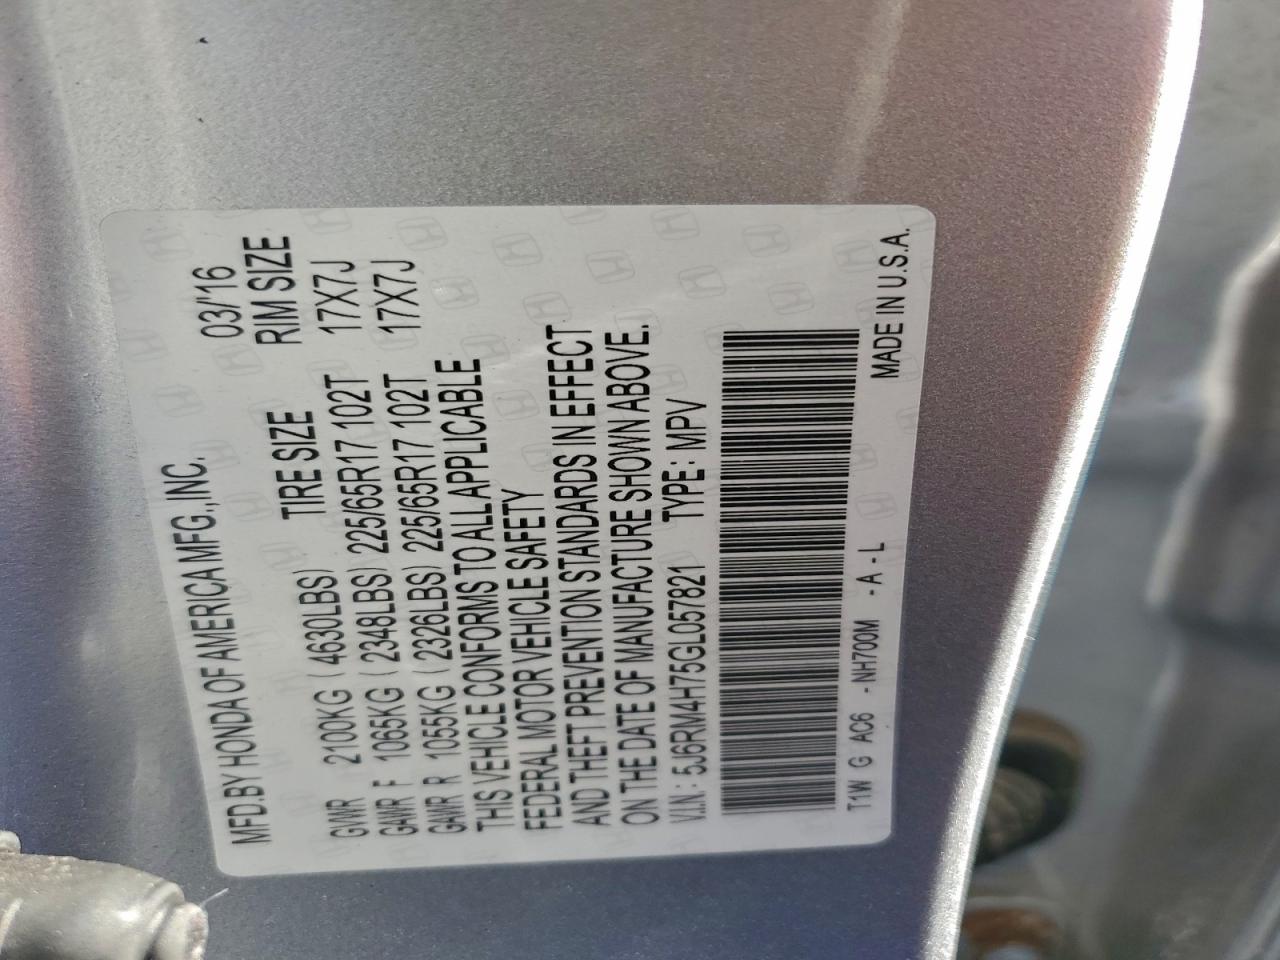 MFD.BY HONDA OF AMERICA MFG.,INC. 03/'16
TIRE SIZE RIM SIZE
GVWR 2100KG (4630LBS)
GAWR F 1065KG (2348LBS) 225/65R17 102T 17X7J
GAWR R 1055KG (2326LBS) 225/65R17 102T 17X7J
THIS VEHICLE CONFORMS TO ALL APPLICABLE
FEDERAL MOTOR VEHICLE SAFETY
AND THEFT PREVENTION STANDARDS IN EFFECT
ON THE DATE OF MANUFACTURE SHOWN ABOVE.
V.I.N.: 5J6RM4H75GL057821 TYPE: MPV
T1W G AC6 -NH700M -A-L MADE IN U.S.A.